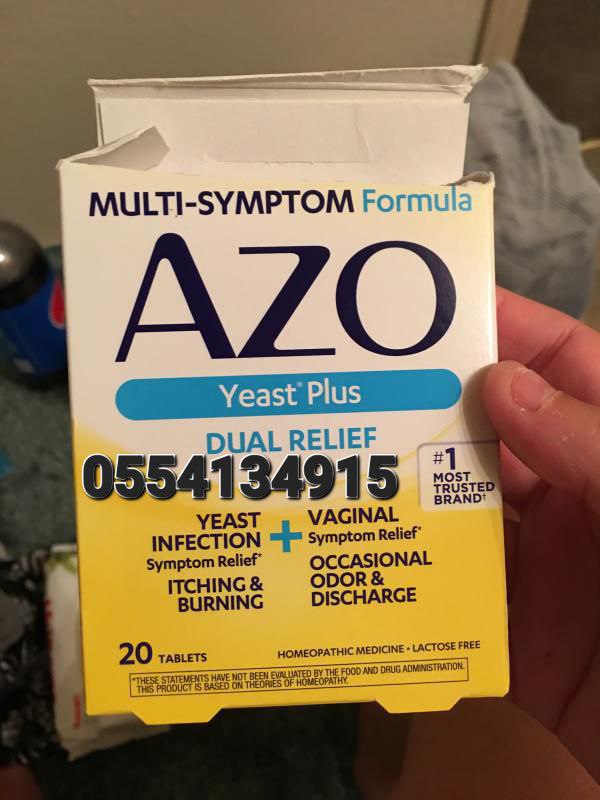 MULTI-SYMPTOM Formula
AZO
Yeast® Plus
DUAL RELIEF
0554134915
#1
MOST
TRUSTED
BRAND†
YEAST
INFECTION
Symptom Relief*
ITCHING &
BURNING
+
VAGINAL
Symptom Relief*
OCCASIONAL
ODOR &
DISCHARGE
20 TABLETS
HOMEOPATHIC MEDICINE • LACTOSE FREE
*THESE STATEMENTS HAVE NOT BEEN EVALUATED BY THE FOOD AND DRUG ADMINISTRATION.
THIS PRODUCT IS BASED ON THEORIES OF HOMEOPATHY.